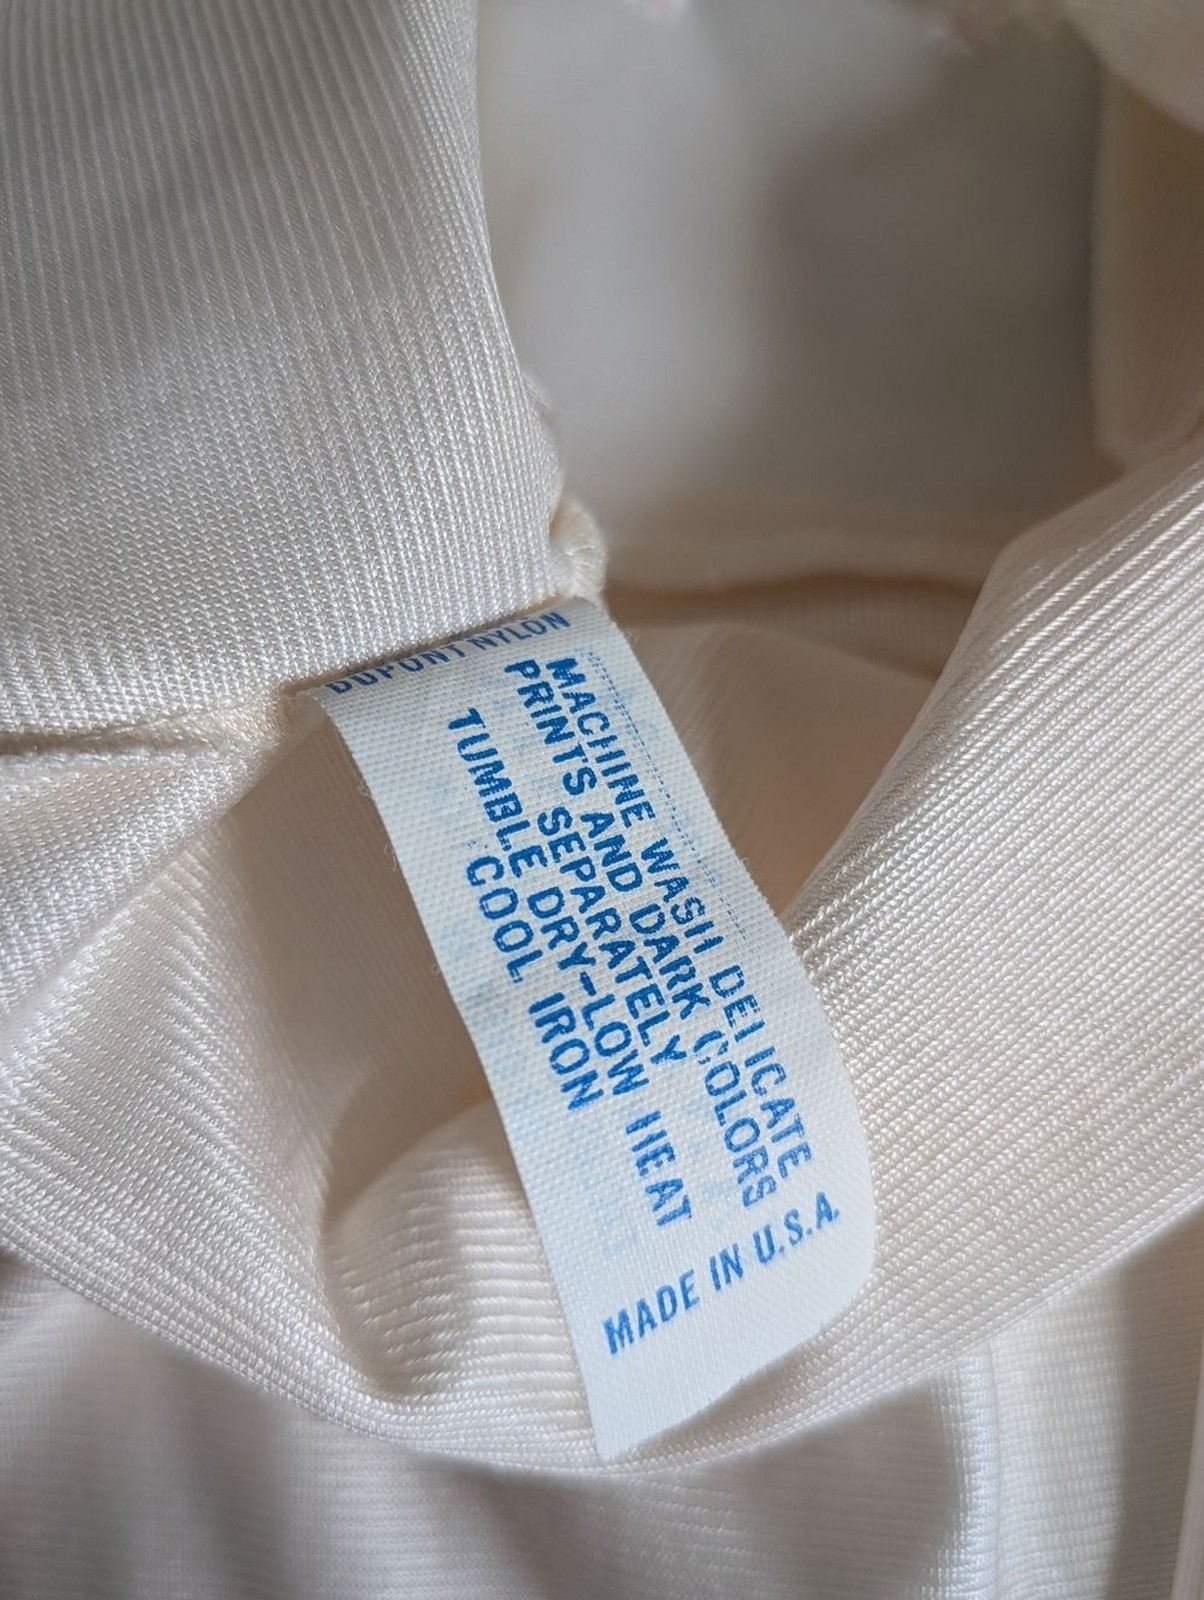 DUPONT NYLON
MACHINE WASH DELICATE
PRINTS AND DARK COLORS
SEPARATELY
TUMBLE DRY-LOW HEAT
COOL IRON
MADE IN U.S.A.